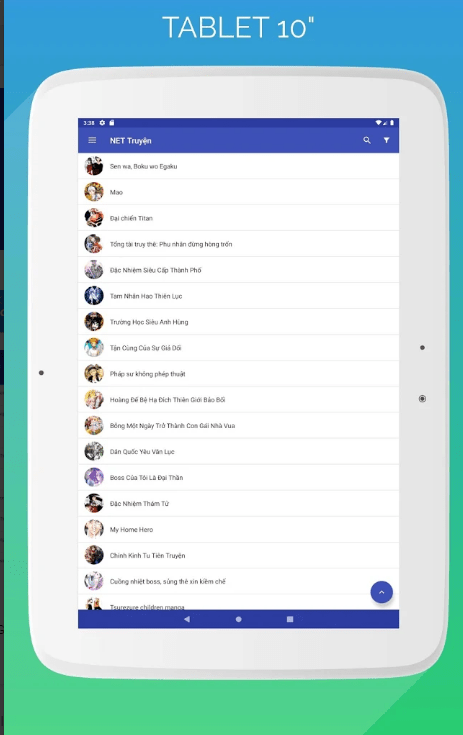 TABLET 10"
3:38
NET Truyện
Sen wa, Boku wo Egaku
Mao
Đại chiến Titan
Tổng tài truy thê: Phu nhân đừng hòng trốn
Đặc Nhiệm Siêu Cấp Thành Phố
Tam Nhãn Hao Thiên Lục
Trường Học Siêu Anh Hùng
Tận Cùng Của Sự Giả Dối
Pháp sư không phép thuật
Hoàng Đế Bệ Hạ Đích Thiên Giới Bảo Đối
Bỗng Một Ngày Trở Thành Con Gái Nhà Vua
Dân Quốc Yêu Văn Lục
Boss Của Tôi Là Đại Thần
Đặc Nhiệm Thám Tử
My Home Hero
Chinh Kinh Tu Tiên Truyện
Cuồng nhiệt boss, sủng thê xin kiềm chế
Tsurezure children manga